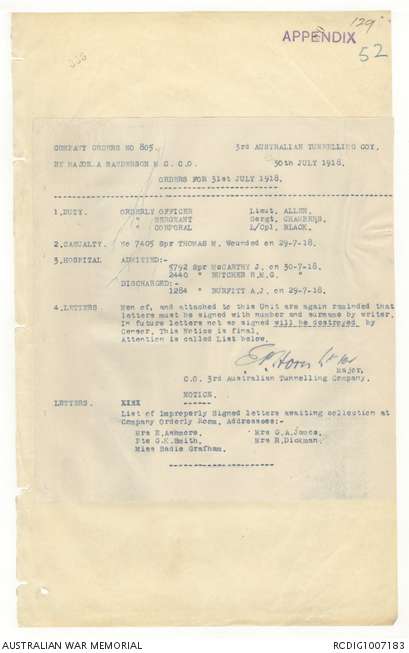 129
APPENDIX
52
COMPANY ORDERS NO 805. 3rd AUSTRALIAN TUNNELLING COY.
BY MAJOR.A SANDERSON M C. C.O. 30th JULY 1918.
ORDERS FOR 31st JULY 1918.
1.DUTY. ORDERLY OFFICER Lieut. ALLEN.
" SERGEANT Sergt. CHAMBERS.
" CORPORAL L/Cpl. BLACK.
2.CASUALTY. No 7405 Spr THOMAS M. Wounded on 29-7-18.
3.HOSPITAL ADMITTED:-
5792 Spr McCARTHY J. on 30-7-18.
2440 " BUTCHER R.M.G. "
DISCHARGED:-
1284 " BURFITT A.J. on 29-7-18.
4.LETTERS Men of, and attached to this Unit are again reminded that
letters must be signed with number and surname by writer.
In future letters not so signed will be destroyed by
Censor. This Notice is final.
Attention is called List below.
Major.
C.O. 3rd Australian Tunnelling Company.
NOTICE.
LETTERS. XXXX
List of Improperly Signed letters awaiting collection at
Company Orderly Room, Addresses:-
Mrs E.Ashmore. Mrs G.A.Jones.
Pte G.K.Smith. Mrs R.Dickman.
Miss Sadie Grafham.
AUSTRALIAN WAR MEMORIAL RCDIG1007183